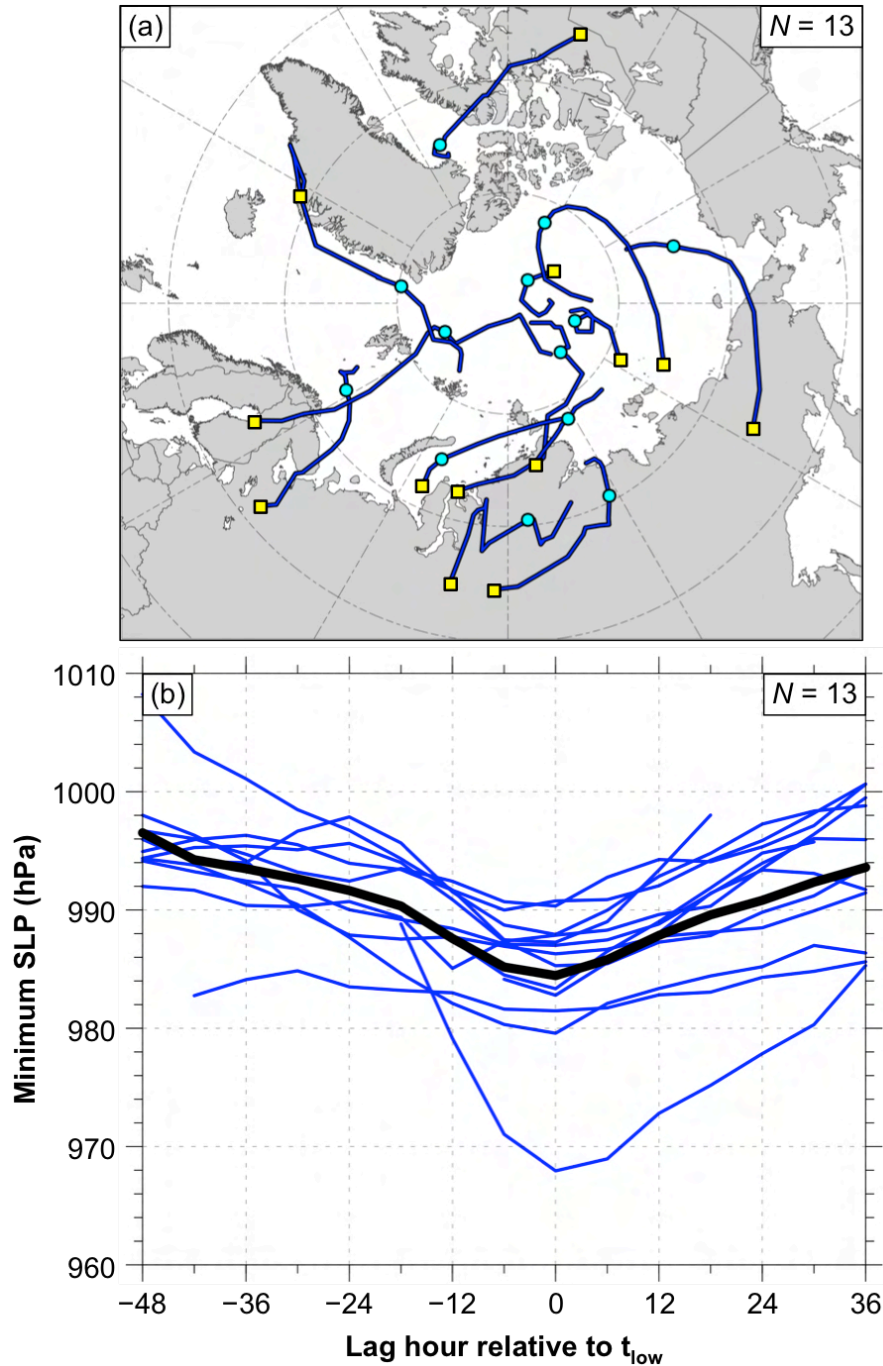 (a)
N = 13
(b)
N = 13
1010
1000
990
980
970
960
Minimum SLP (hPa)
−48 −36 −24 −12 0 12 24 36
Lag hour relative to tlow